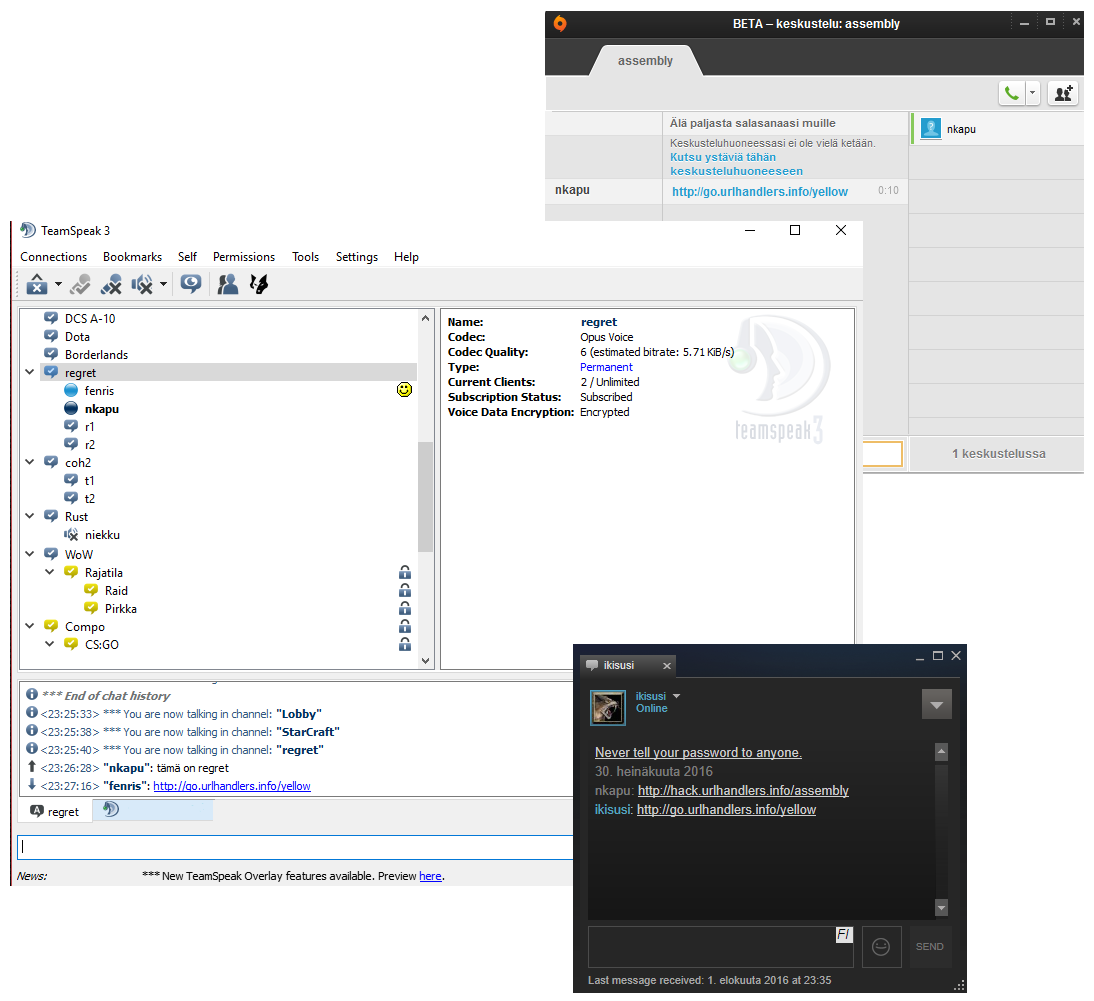 BETA – keskustelu: assembly
assembly
Älä paljasta salasanaasi muille
Keskusteluhuoneessasi ei ole vielä ketään.
Kutsu ystäviä tähän
keskusteluhuoneeseen
nkapu http://go.urlhandlers.info/yellow 0:10
nkapu
1 keskustelussa
TeamSpeak 3
Connections Bookmarks Self Permissions Tools Settings Help
DCS A-10
Dota
Borderlands
regret
fenris
nkapu
r1
r2
coh2
t1
t2
Rust
niekku
WoW
Rajatila
Raid
Pirkka
Compo
CS:GO
Name: regret
Codec: Opus Voice
Codec Quality: 6 (estimated bitrate: 5.71 KiB/s)
Type: Permanent
Current Clients: 2 / Unlimited
Subscription Status: Subscribed
Voice Data Encryption: Encrypted
teamspeak 3
*** End of chat history
<23:25:33> *** You are now talking in channel: "Lobby"
<23:25:38> *** You are now talking in channel: "StarCraft"
<23:25:40> *** You are now talking in channel: "regret"
<23:26:28> "nkapu": tämä on regret
<23:27:16> "fenris": http://go.urlhandlers.info/yellow
A regret
News: *** New TeamSpeak Overlay features available. Preview here.
ikisusi
ikisusi
Online
Never tell your password to anyone.
30. heinäkuuta 2016
nkapu: http://hack.urlhandlers.info/assembly
ikisusi: http://go.urlhandlers.info/yellow
FI
SEND
Last message received: 1. elokuuta 2016 at 23:35